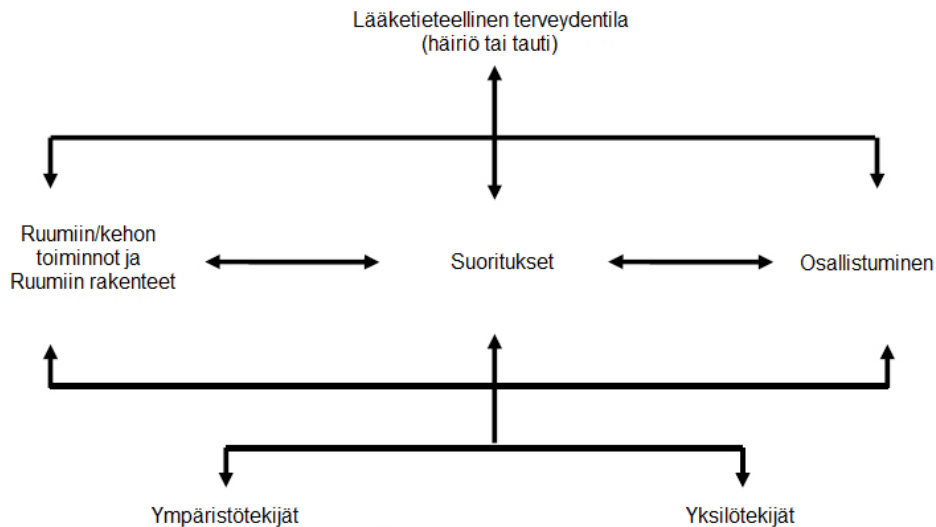 Lääketieteellinen terveydentila
(häiriö tai tauti)
Ruumiin/kehon
toiminnot ja
Ruumiin rakenteet
Suoritukset
Osallistuminen
Ympäristötekijät
Yksilötekijät